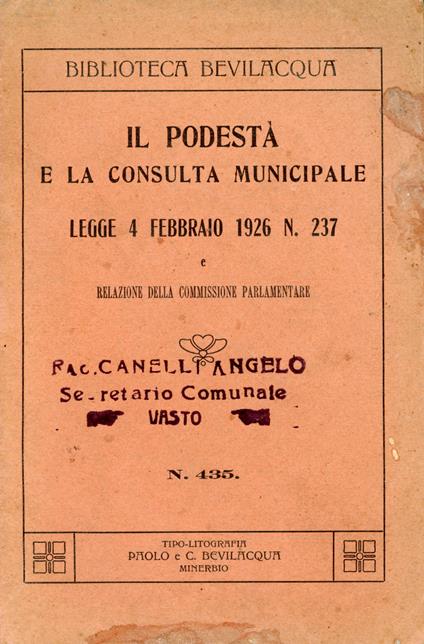 BIBLIOTECA BEVILACQUA
IL PODESTÀ
E LA CONSULTA MUNICIPALE
LEGGE 4 FEBBRAIO 1926 N. 237
e
RELAZIONE DELLA COMMISSIONE PARLAMENTARE
RAG. CANELLI ANGELO
Se-retario Comunale
VASTO
N. 435.
TIPO-LITOGRAFIA
PAOLO e C. BEVILACQUA
MINERBIO